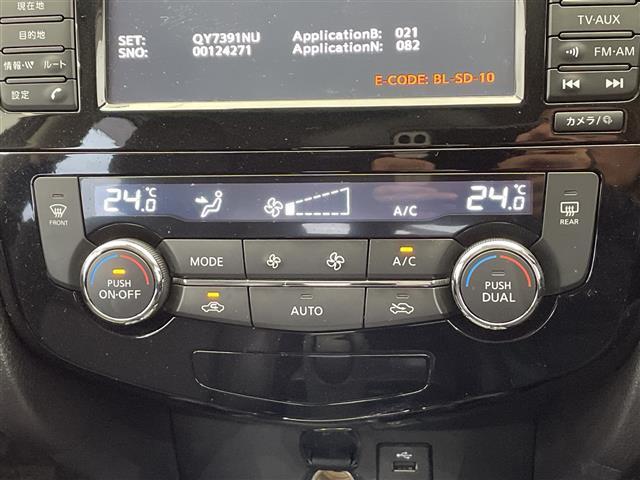 現在地
目的地
情報・VICS ルート
設定
SET: QY7391NU ApplicationB: 021
SNO: 00124271 ApplicationN: 082
E-CODE: BL-SD-10
TV・AUX
FM・AM
カメラ/
24.0 ℃ A/C 24.0 ℃
FRONT
REAR
PUSH
ON・OFF
MODE
A/C
PUSH
DUAL
AUTO